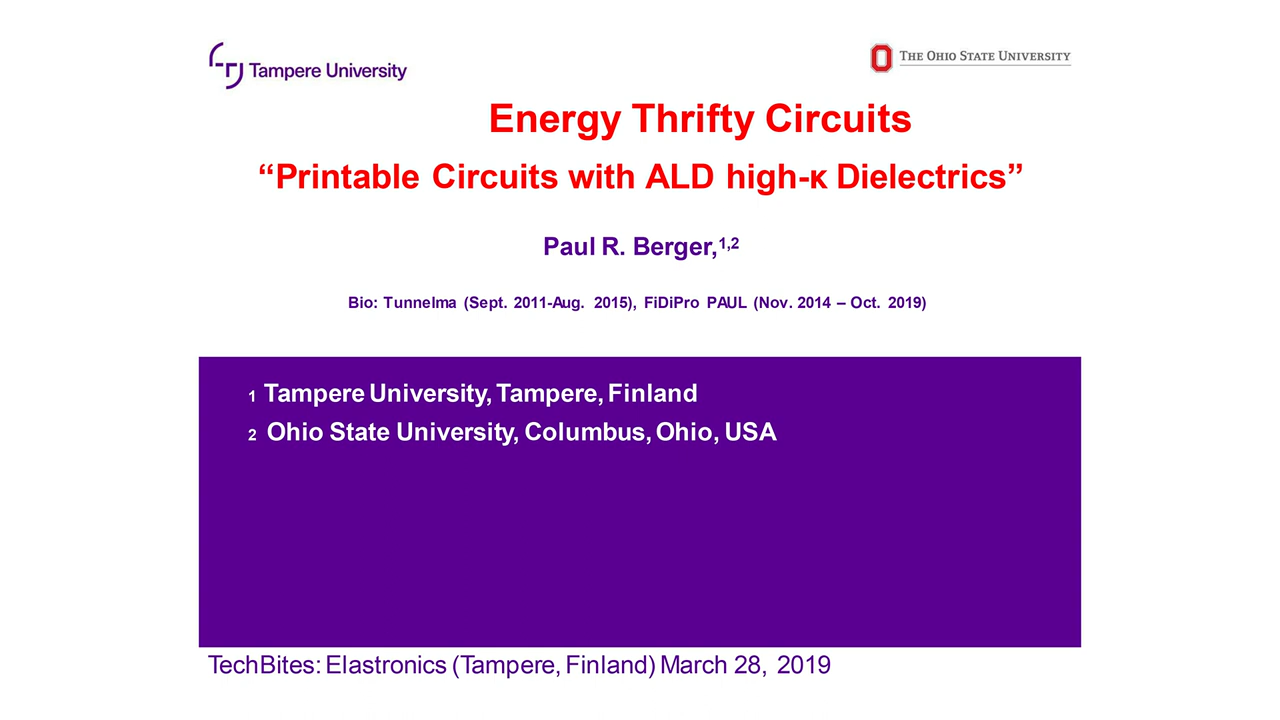 Tampere University
THE OHIO STATE UNIVERSITY
Energy Thrifty Circuits
“Printable Circuits with ALD high-κ Dielectrics”
Paul R. Berger,1,2
Bio: Tunnelma (Sept. 2011-Aug. 2015), FiDiPro PAUL (Nov. 2014 – Oct. 2019)
1 Tampere University, Tampere, Finland
2 Ohio State University, Columbus, Ohio, USA
TechBites: Elastronics (Tampere, Finland) March 28, 2019